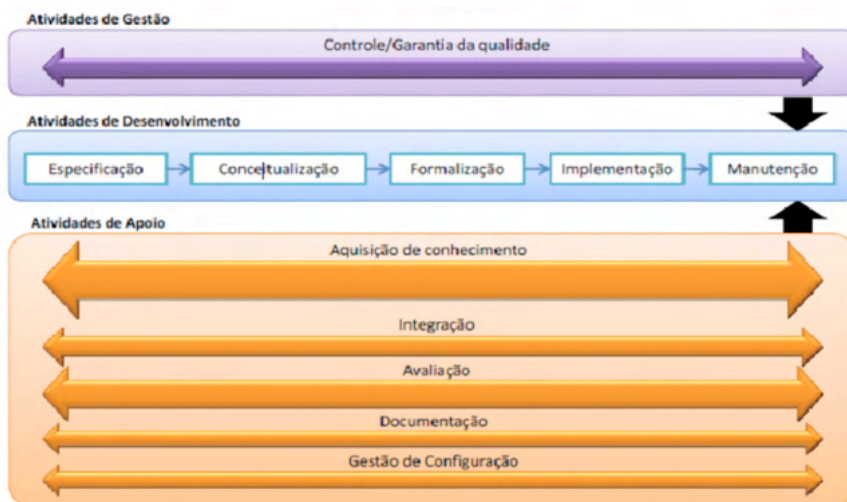 Atividades de Gestão
Controle/Garantia da qualidade
Atividades de Desenvolvimento
Especificação
Conceitualização
Formalização
Implementação
Manutenção
Atividades de Apoio
Aquisição de conhecimento
Integração
Avaliação
Documentação
Gestão de Configuração